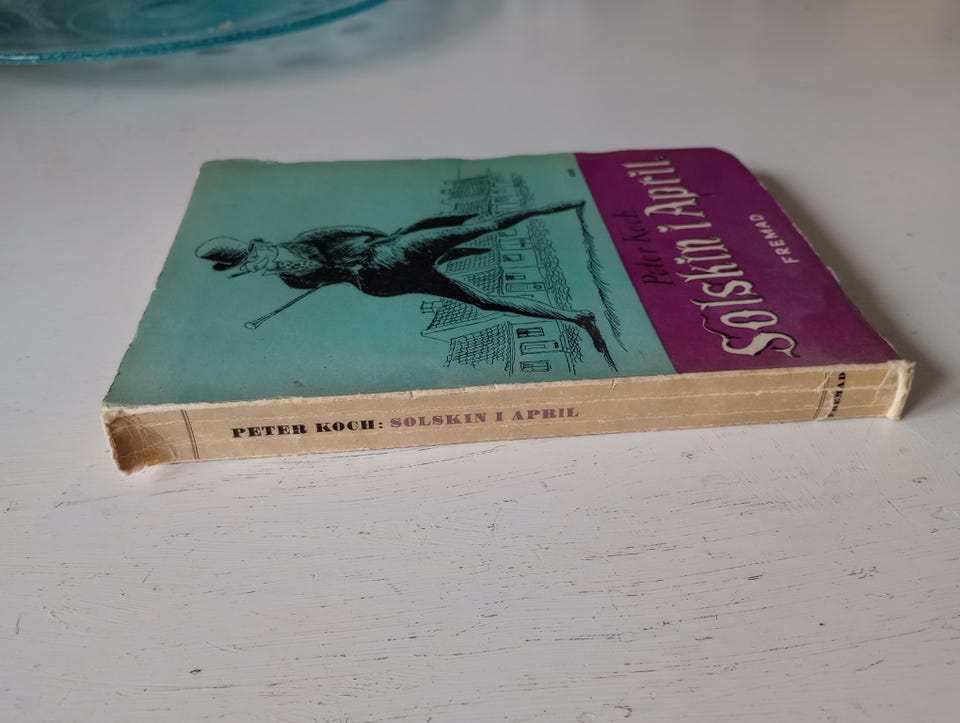 Peter Koch
Solskin i April.
FREMAD
PETER KOCH: SOLSKIN I APRIL
FREMAD